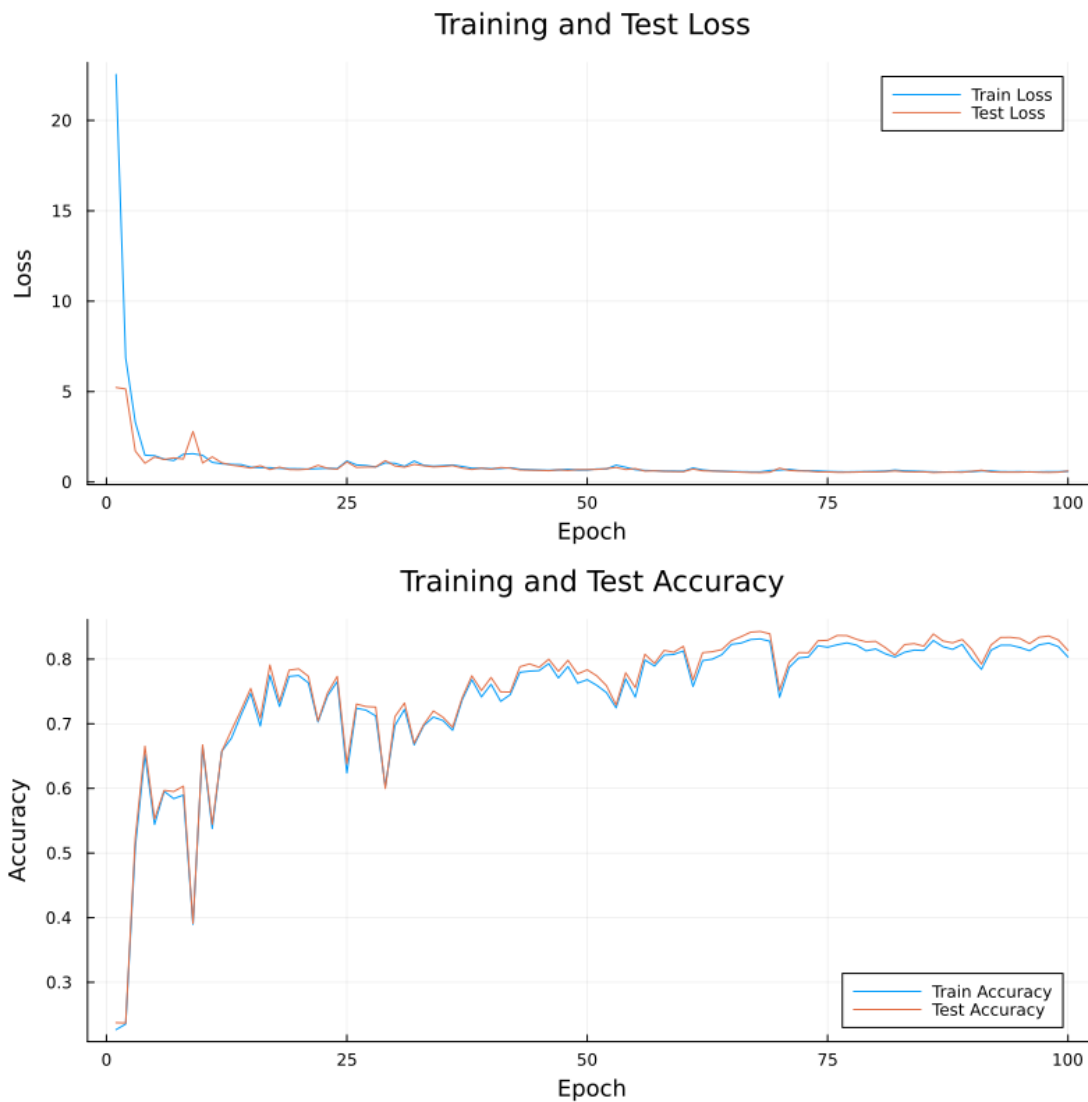 Training and Test Loss
Train Loss
Test Loss
20
15
10
5
0
Loss
0 25 50 75 100
Epoch
Training and Test Accuracy
0.8
0.7
0.6
0.5
0.4
0.3
Accuracy
Train Accuracy
Test Accuracy
0 25 50 75 100
Epoch